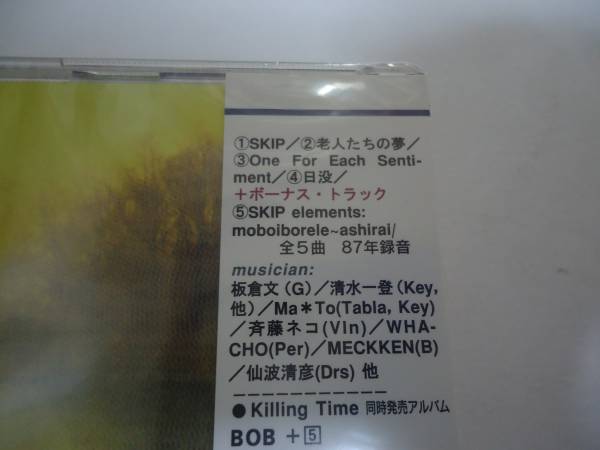 ①SKIP／②老人たちの夢／
③One For Each Senti-
ment／④日没／
＋ボーナス・トラック
⑤SKIP elements:
moboiborele~ashirai/
全５曲　87年録音
musician:
板倉文（G）／清水一登（Key,
他）／Ma＊To(Tabla, Key)
／斉藤ネコ(Vln)／WHA-
CHO(Per)／MECKKEN(B)
／仙波清彦(Drs) 他
● Killing Time 同時発売アルバム
BOB +5